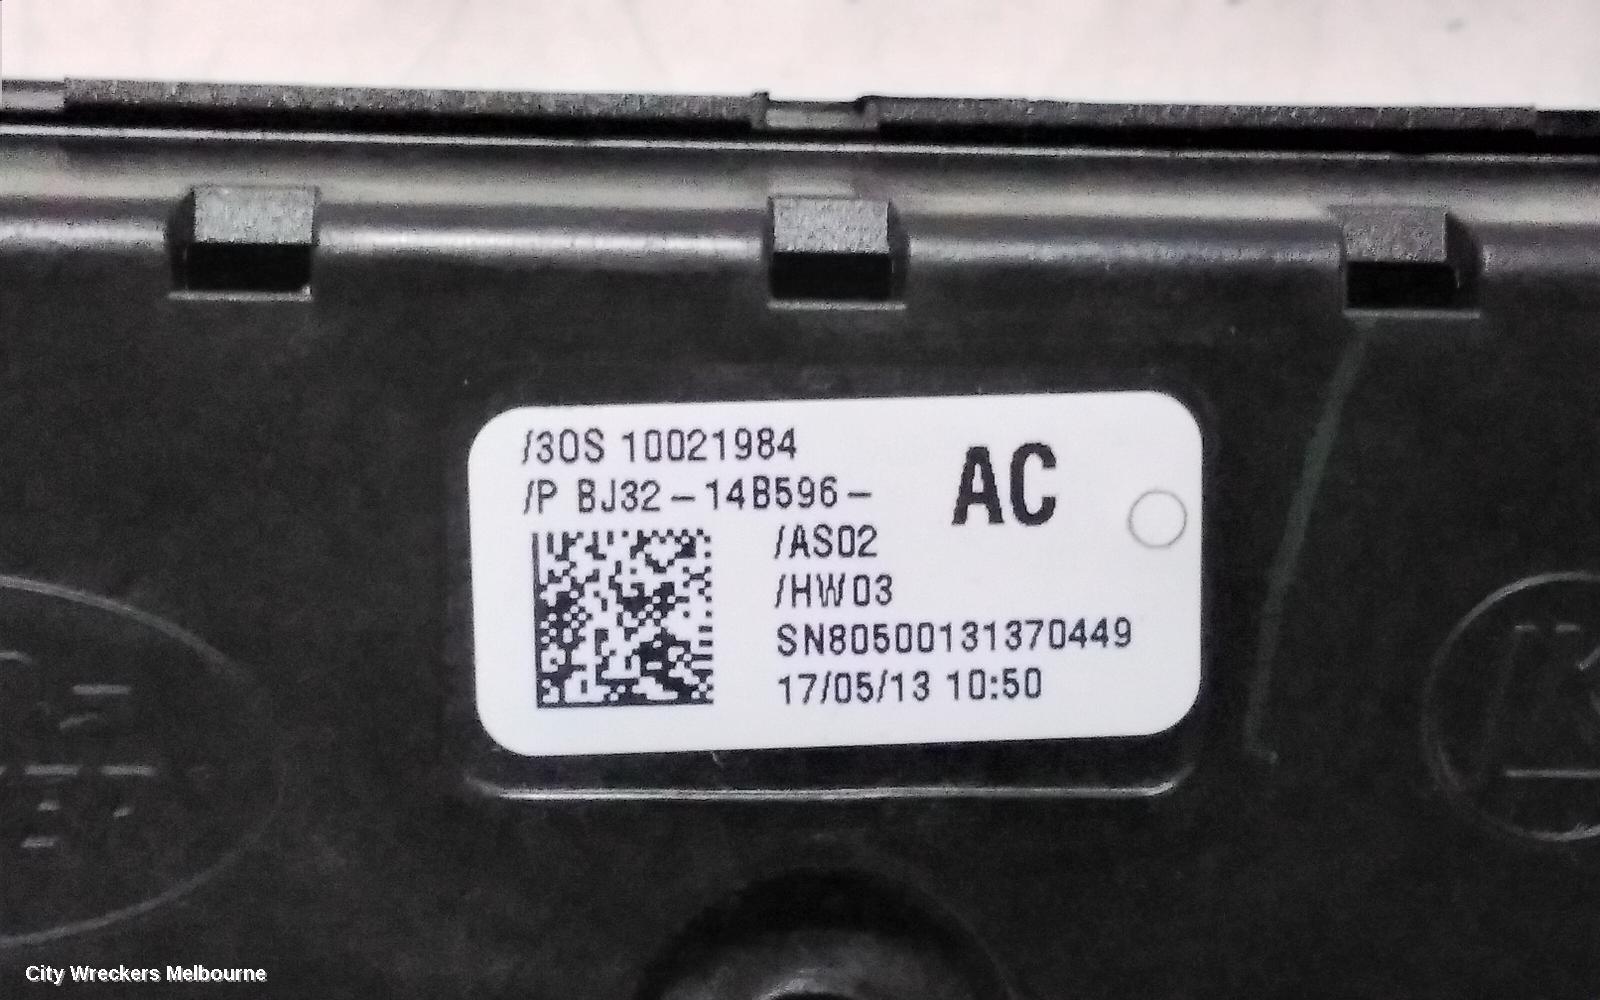 /30S 10021984
/P BJ32-14B596-
AC
/AS02
/HW03
SN80500131370449
17/05/13 10:50
City Wreckers Melbourne